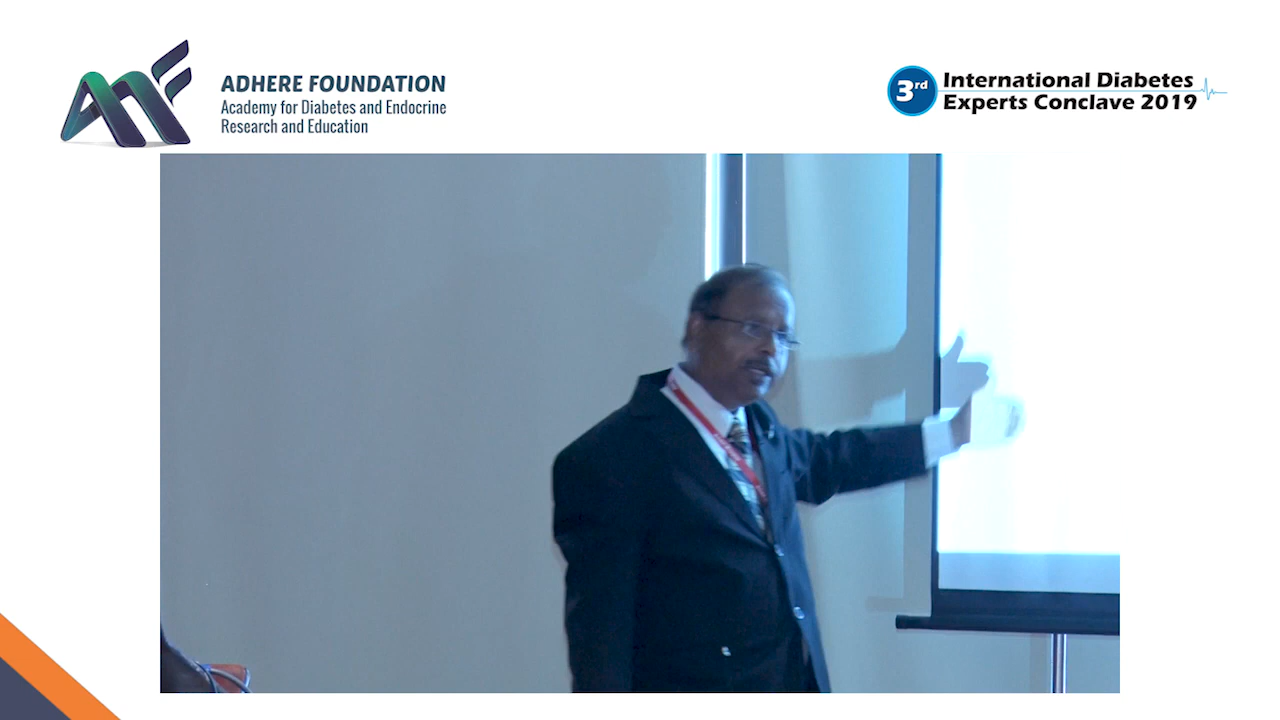 ADHERE FOUNDATION
Academy for Diabetes and Endocrine
Research and Education
3rd
International Diabetes
Experts Conclave 2019